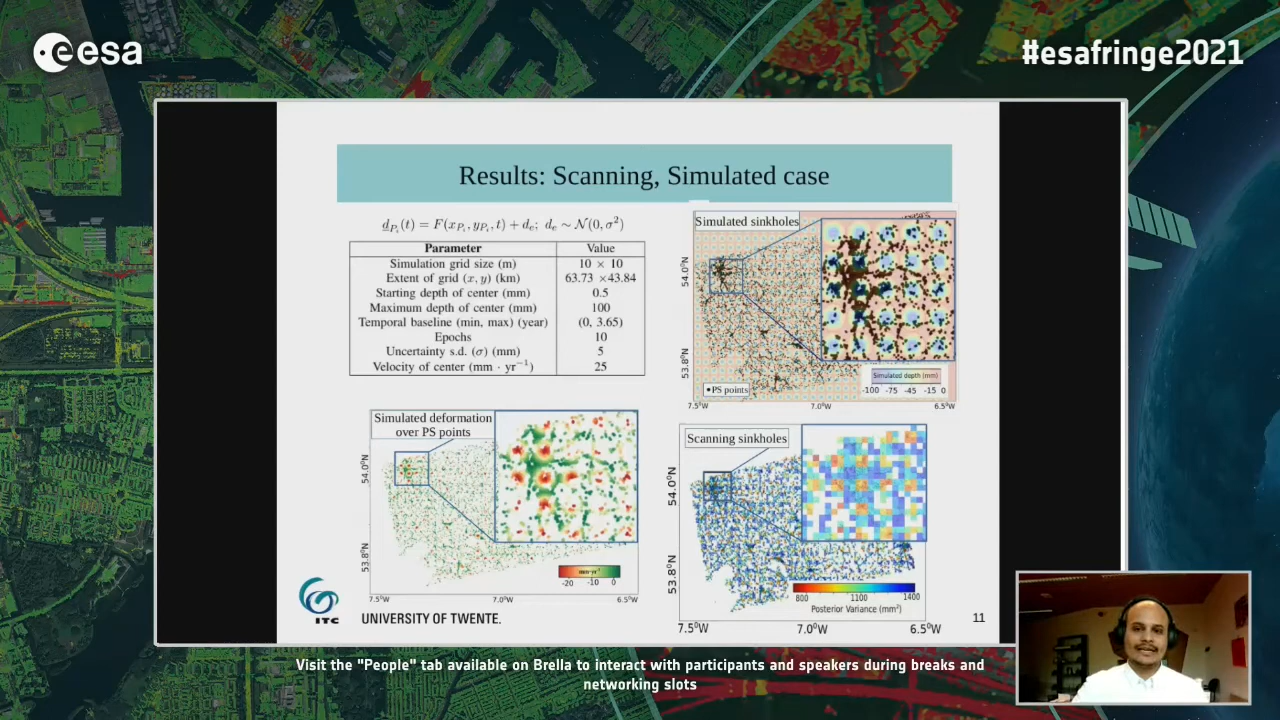 esa
#esafringe2021
Results: Scanning, Simulated case
d_{P_i}(t) = F(x_{P_i}, y_{P_i}, t) + d_e; d_e ∼ N(0, σ²)
Parameter Value
Simulation grid size (m) 10 × 10
Extent of grid (x, y) (km) 63.73 ×43.84
Starting depth of center (mm) 0.5
Maximum depth of center (mm) 100
Temporal baseline (min, max) (year) (0, 3.65)
Epochs 10
Uncertainty s.d. (σ) (mm) 5
Velocity of center (mm · yr⁻¹) 25
Simulated sinkholes
54.0°N
53.8°N
•PS points
Simulated depth (mm)
-100 -75 -45 -15 0
7.5°W 7.0°W 6.5°W
Simulated deformation
over PS points
54.0°N
53.8°N
mm·yr⁻¹
-20 -10 0
7.5°W 7.0°W 6.5°W
Scanning sinkholes
54.0°N
53.8°N
800 1100 1400
Posterior Variance (mm²)
7.5°W 7.0°W 6.5°W
ITC
UNIVERSITY OF TWENTE.
11
Visit the "People" tab available on Brella to interact with participants and speakers during breaks and
networking slots